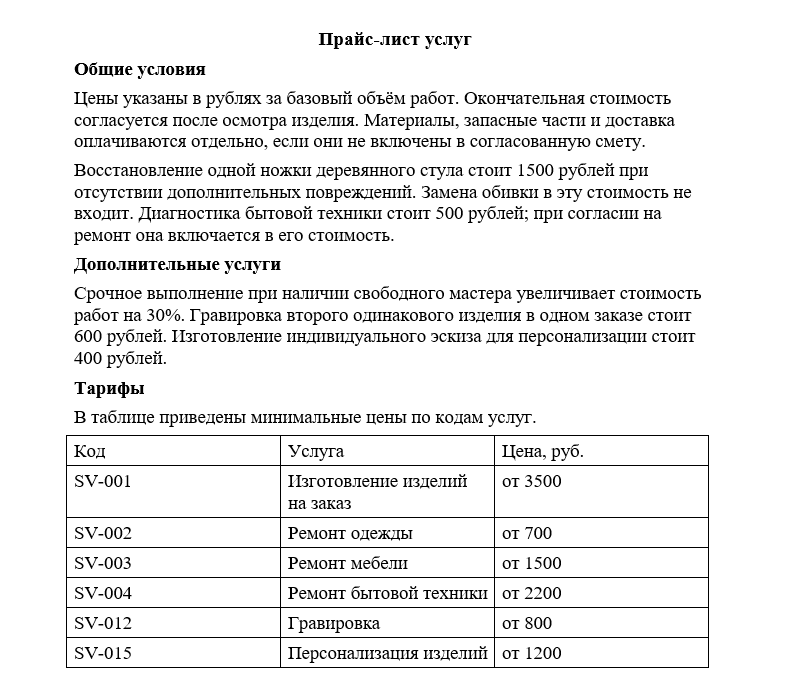 Прайс-лист услуг
Общие условия
Цены указаны в рублях за базовый объём работ. Окончательная стоимость
согласуется после осмотра изделия. Материалы, запасные части и доставка
оплачиваются отдельно, если они не включены в согласованную смету.
Восстановление одной ножки деревянного стула стоит 1500 рублей при
отсутствии дополнительных повреждений. Замена обивки в эту стоимость не
входит. Диагностика бытовой техники стоит 500 рублей; при согласии на
ремонт она включается в его стоимость.
Дополнительные услуги
Срочное выполнение при наличии свободного мастера увеличивает стоимость
работ на 30%. Гравировка второго одинакового изделия в одном заказе стоит
600 рублей. Изготовление индивидуального эскиза для персонализации стоит
400 рублей.
Тарифы
В таблице приведены минимальные цены по кодам услуг.
Код Услуга Цена, руб.
SV-001 Изготовление изделий от 3500
на заказ
SV-002 Ремонт одежды от 700
SV-003 Ремонт мебели от 1500
SV-004 Ремонт бытовой техники от 2200
SV-012 Гравировка от 800
SV-015 Персонализация изделий от 1200